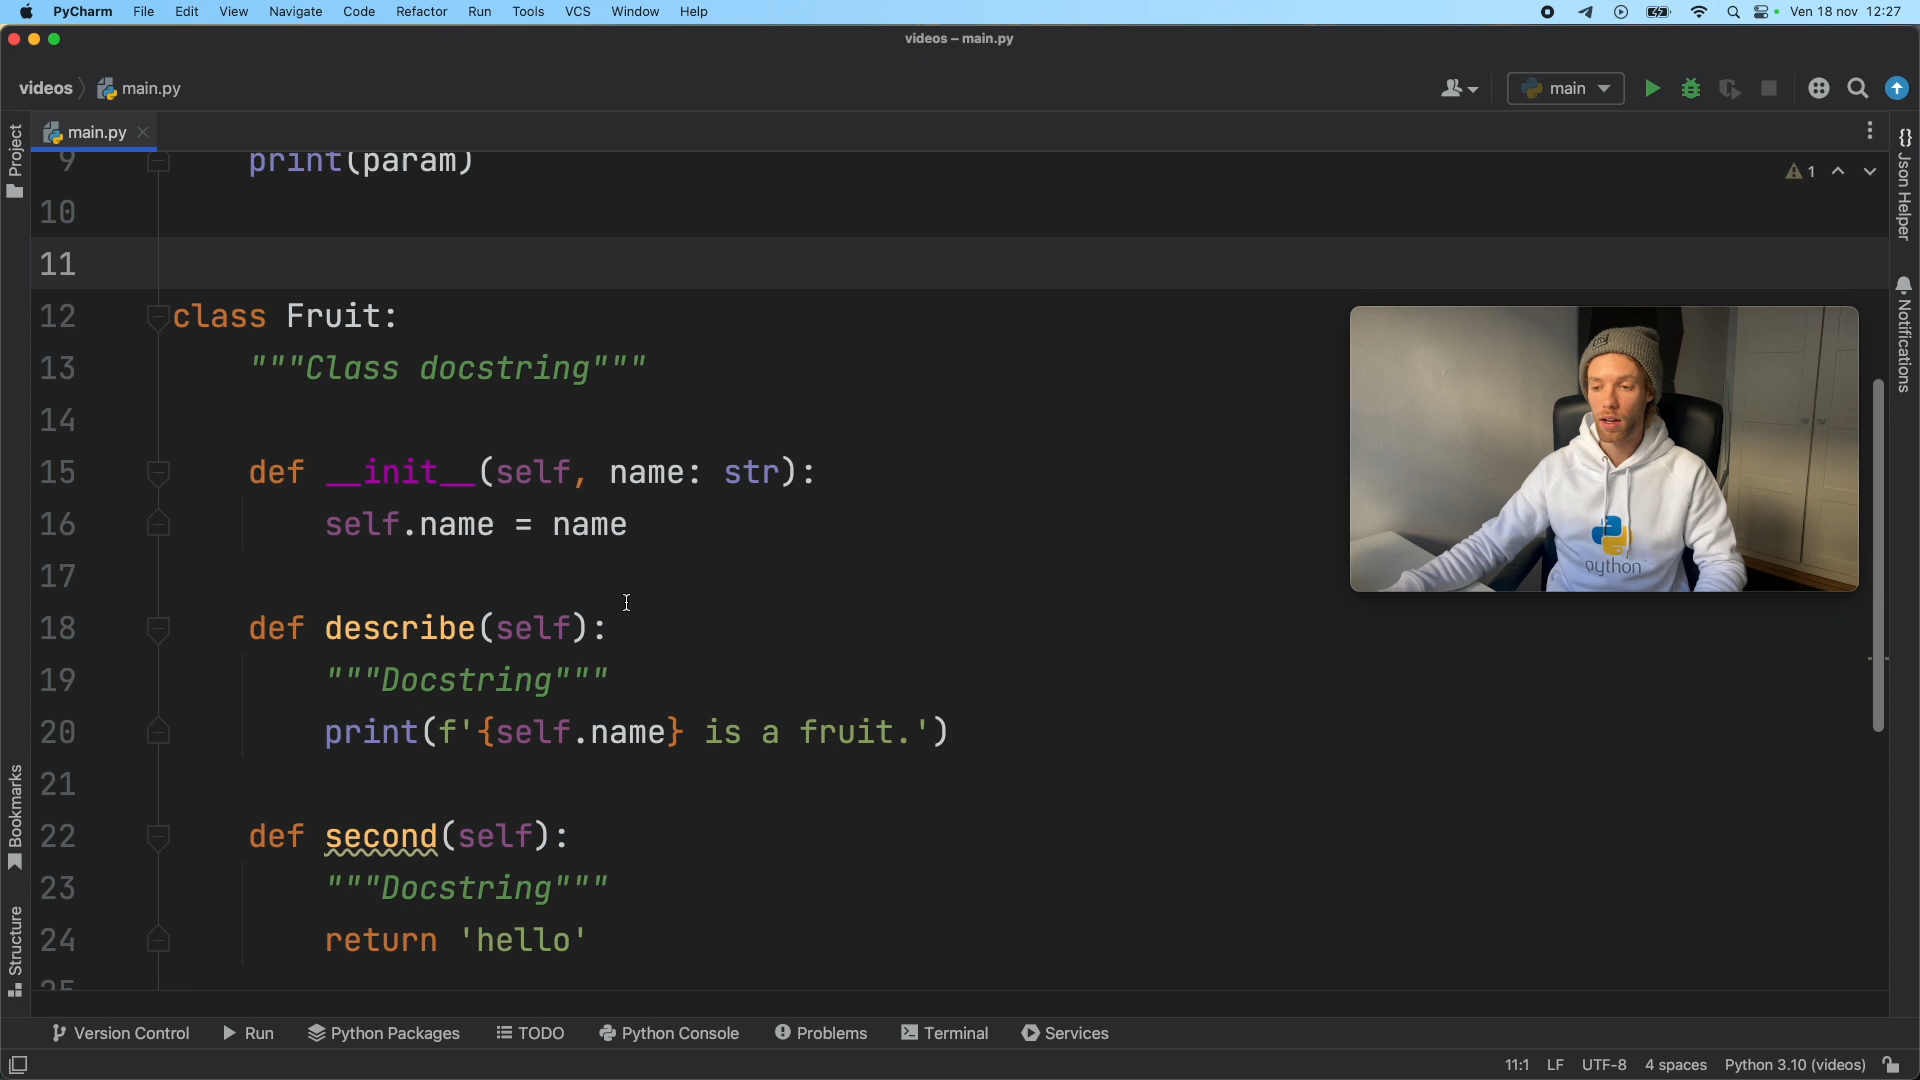 PyCharm File Edit View Navigate Code Refactor Run Tools VCS Window Help Ven 18 nov 12:27
videos – main.py
videos main.py main
Project main.py
9 print(param) 1
10
11
12 class Fruit:
13 """Class docstring"""
14
15 def __init__(self, name: str):
16 self.name = name
17
18 def describe(self):
19 """Docstring"""
20 print(f'{self.name} is a fruit.')
21
22 def second(self):
23 """Docstring"""
24 return 'hello'
25
python
Json Helper
Notifications
Bookmarks
Structure
Version Control Run Python Packages TODO Python Console Problems Terminal Services
11:1 LF UTF-8 4 spaces Python 3.10 (videos)